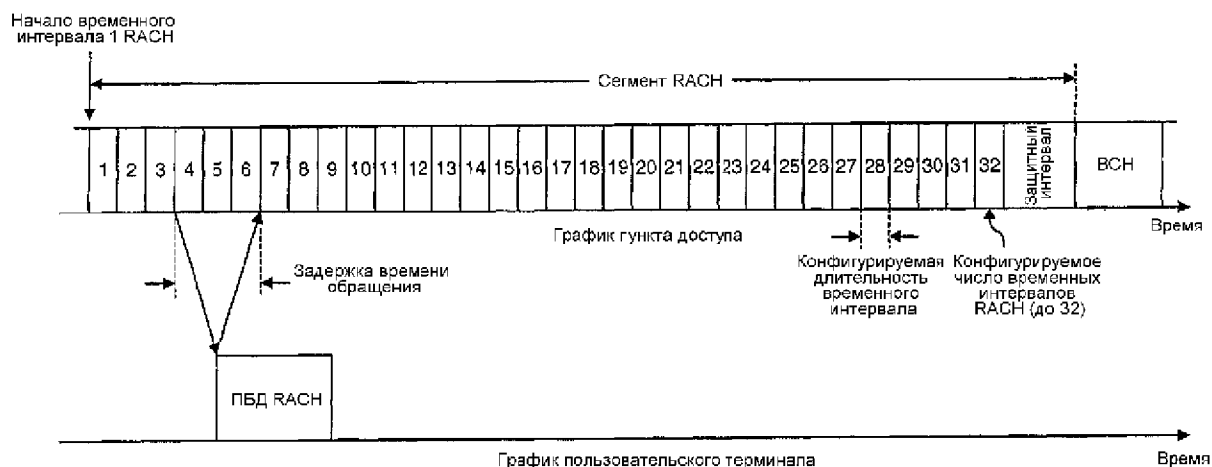 Начало временного
интервала 1 RACH
Сегмент RACH
1 2 3 4 5 6 7 8 9 10 11 12 13 14 15 16 17 18 19 20 21 22 23 24 25 26 27 28 29 30 31 32
Защитный
интервал
BCH
График пункта доступа
Время
Задержка времени
обращения
Конфигурируемая
длительность
временного
интервала
Конфигурируемое
число временных
интервалов
RACH (до 32)
ПБД RACH
График пользовательского терминала
Время